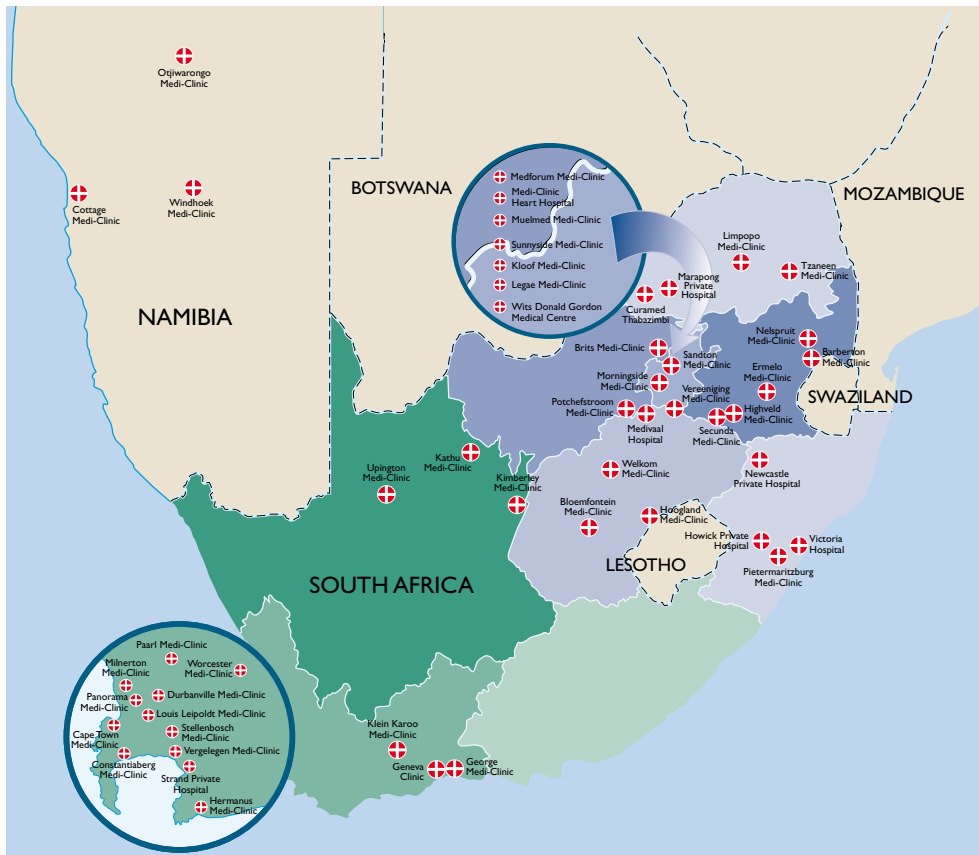 Otjiwarongo
Medi-Clinic
Cottage
Medi-Clinic
Windhoek
Medi-Clinic
NAMIBIA
BOTSWANA
MOZAMBIQUE
Medforum Medi-Clinic
Medi-Clinic
Heart Hospital
Muelmed Medi-Clinic
Sunnyside Medi-Clinic
Kloof Medi-Clinic
Legae Medi-Clinic
Wits Donald Gordon
Medical Centre
Limpopo
Medi-Clinic
Tzaneen
Medi-Clinic
Marapong
Private
Hospital
Curamed
Thabazimbi
Nelspruit
Medi-Clinic
Barberton
Medi-Clinic
Brits Medi-Clinic
Sandton
Medi-Clinic
Morningside
Medi-Clinic
Ermelo
Medi-Clinic
SWAZILAND
Vereeniging
Medi-Clinic
Potchefstroom
Medi-Clinic
Medivaal
Hospital
Secunda
Medi-Clinic
Highveld
Medi-Clinic
Kathu
Medi-Clinic
Upington
Medi-Clinic
Kimberley
Medi-Clinic
Welkom
Medi-Clinic
Newcastle
Private Hospital
Bloemfontein
Medi-Clinic
Hoogland
Medi-Clinic
Howick Private
Hospital
Victoria
Hospital
Pietermaritzburg
Medi-Clinic
LESOTHO
SOUTH AFRICA
Paarl Medi-Clinic
Milnerton
Medi-Clinic
Worcester
Medi-Clinic
Panorama
Medi-Clinic
Durbanville Medi-Clinic
Louis Leipoldt Medi-Clinic
Cape Town
Medi-Clinic
Stellenbosch
Medi-Clinic
Vergelegen Medi-Clinic
Constantiaberg
Medi-Clinic
Strand Private
Hospital
Hermanus
Medi-Clinic
Klein Karoo
Medi-Clinic
Geneva
Clinic
George
Medi-Clinic